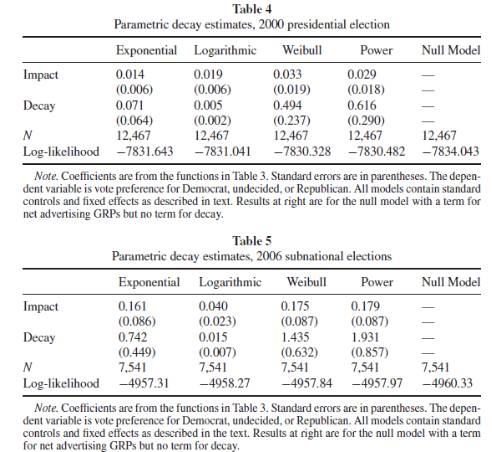 Table 4
Parametric decay estimates, 2000 presidential election
Exponential Logarithmic Weibull Power Null Model
Impact 0.014 0.019 0.033 0.029 —
(0.006) (0.006) (0.019) (0.018) —
Decay 0.071 0.005 0.494 0.616 —
(0.064) (0.002) (0.237) (0.290) —
N 12,467 12,467 12,467 12,467 12,467
Log-likelihood −7831.643 −7831.041 −7830.328 −7830.482 −7834.043
Note. Coefficients are from the functions in Table 3. Standard errors are in parentheses. The depen-
dent variable is vote preference for Democrat, undecided, or Republican. All models contain standard
controls and fixed effects as described in text. Results at right are for the null model with a term for
net advertising GRPs but no term for decay.
Table 5
Parametric decay estimates, 2006 subnational elections
Exponential Logarithmic Weibull Power Null Model
Impact 0.161 0.040 0.175 0.179 —
(0.086) (0.023) (0.087) (0.087) —
Decay 0.742 0.015 1.435 1.931 —
(0.449) (0.007) (0.632) (0.857) —
N 7,541 7,541 7,541 7,541 7,541
Log-likelihood −4957.31 −4958.27 −4957.84 −4957.97 −4960.33
Note. Coefficients are from the functions in Table 3. Standard errors are in parentheses. The depen-
dent variable is vote preference for Democrat, undecided, or Republican. All models contain standard
controls and fixed effects as described in the text. Results at right are for the null model with a term
for net advertising GRPs but no term for decay.